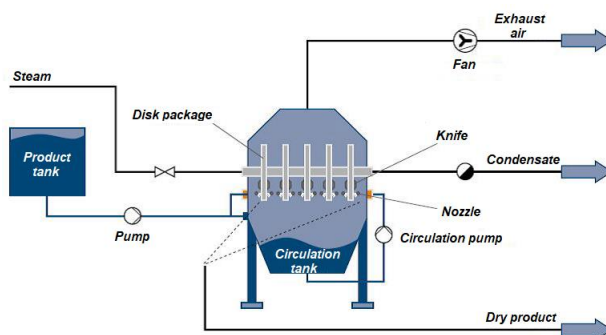 Exhaust
air
Fan
Steam
Disk package
Knife
Product
tank
Condensate
Nozzle
Pump
Circulation pump
Circulation
tank
Dry product